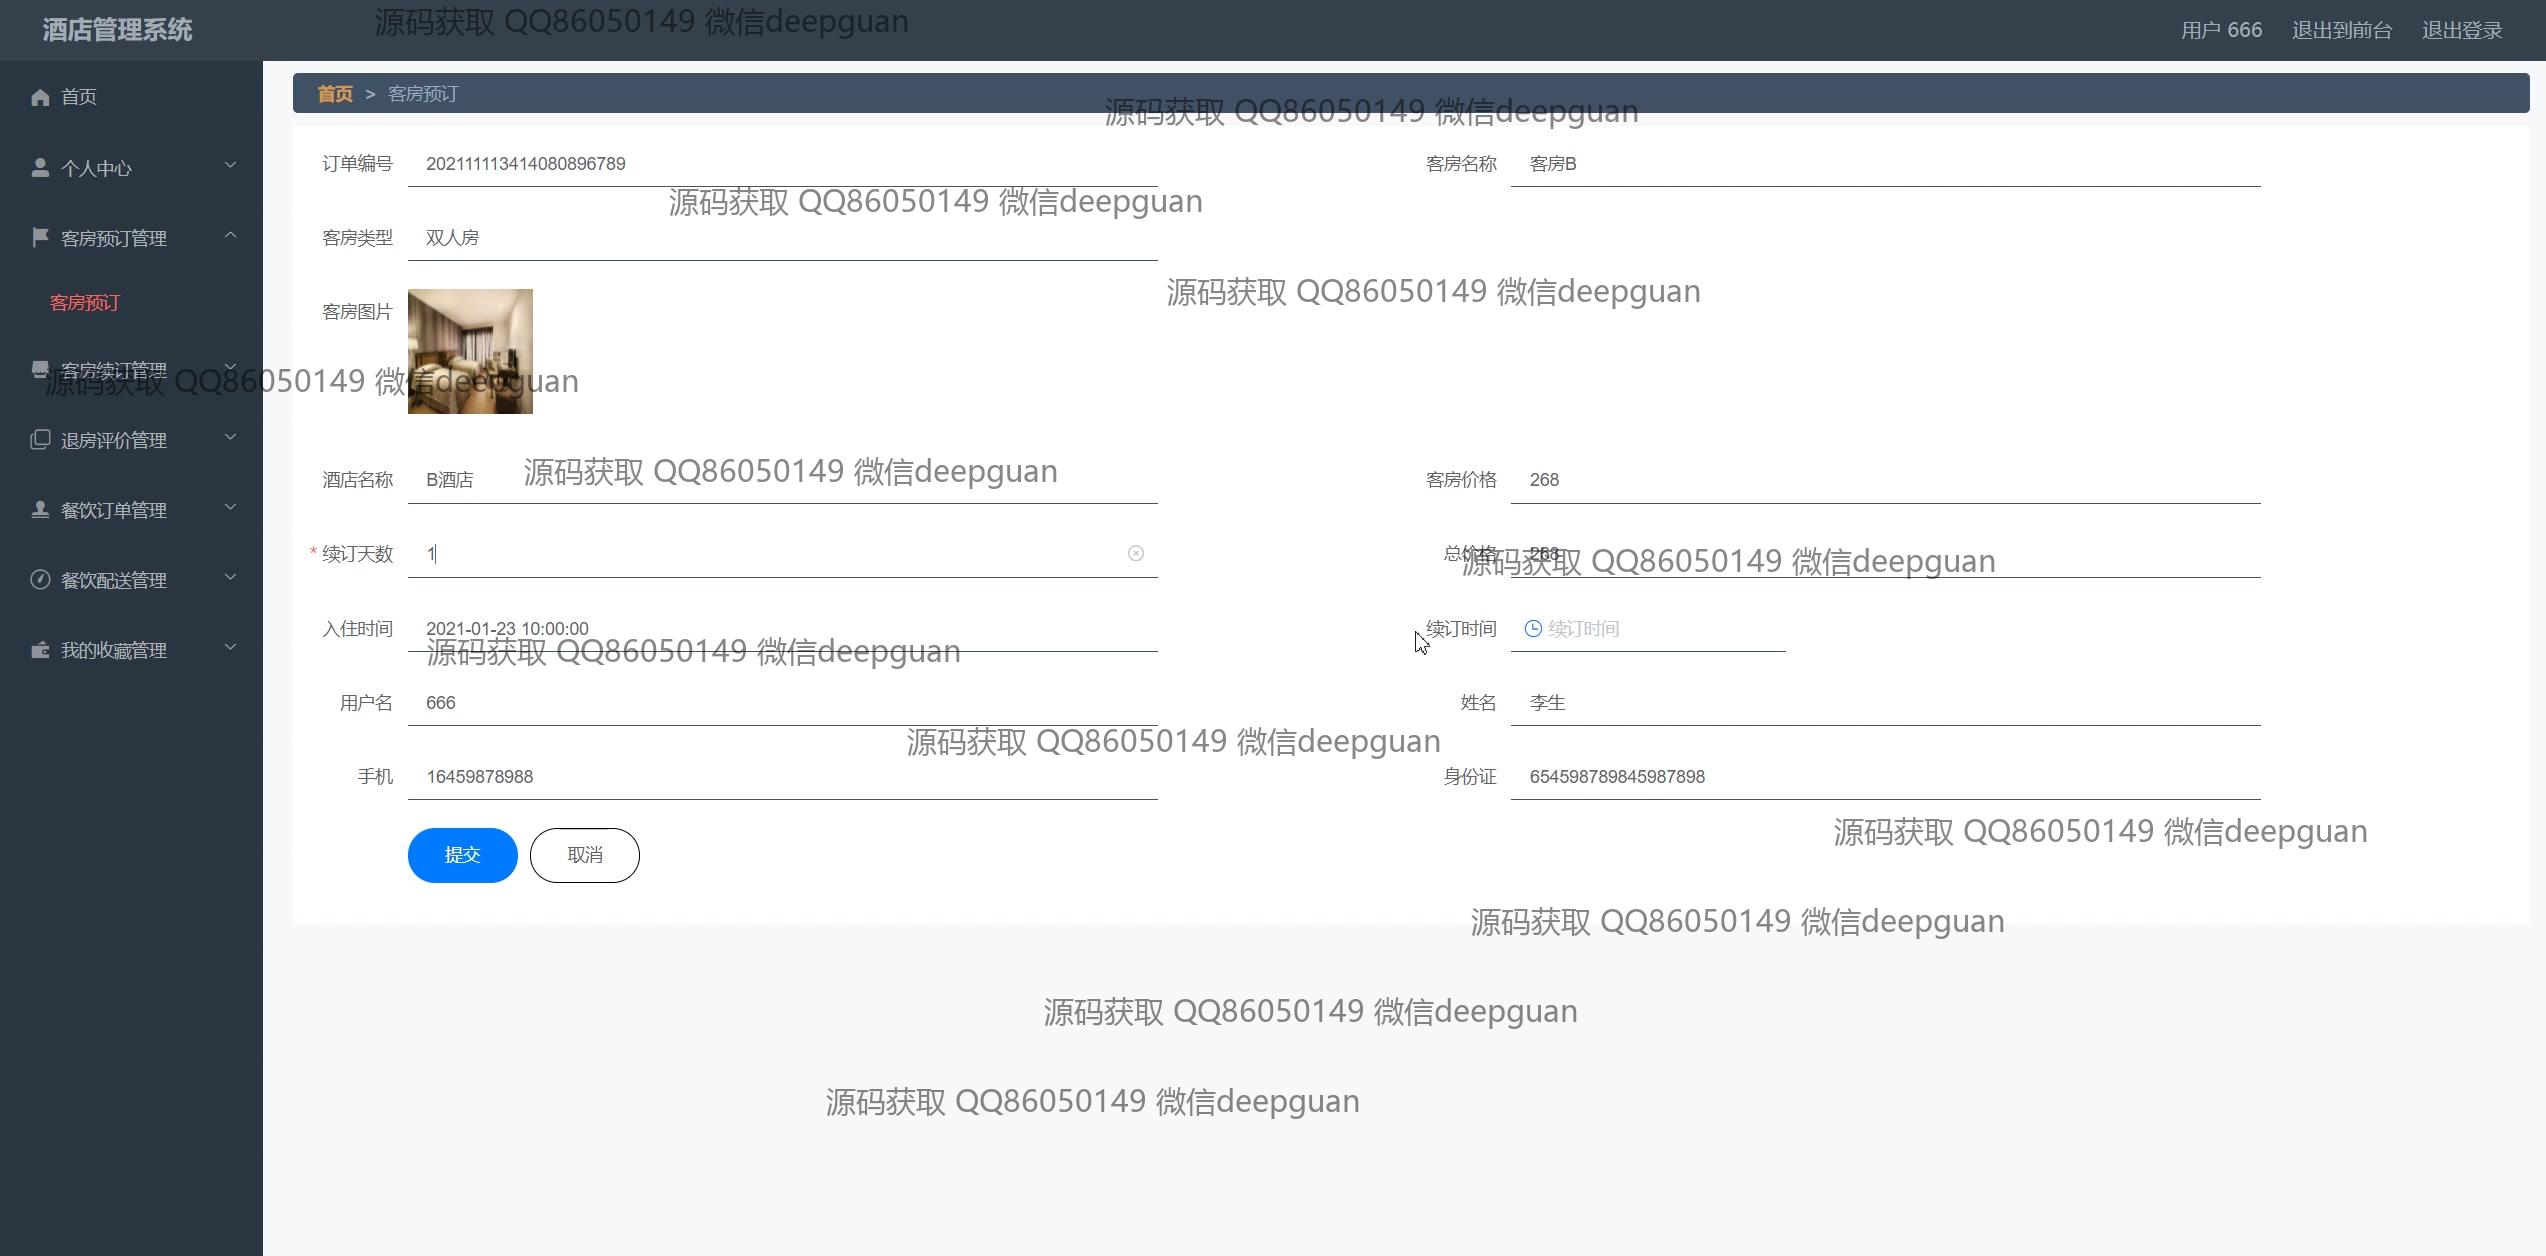 酒店管理系统
源码获取 QQ86050149 微信deepguan
用户 666 退出到前台 退出登录
首页
首页 > 客房预订
源码获取 QQ86050149 微信deepguan
个人中心
订单编号 202111113414080896789
客房名称 客房B
源码获取 QQ86050149 微信deepguan
客房预订管理
客房类型 双人房
客房预订
客房图片
源码获取 QQ86050149 微信deepguan
客房续订管理
源码获取 QQ86050149 微信deepguan
退房评价管理
酒店名称 B酒店
源码获取 QQ86050149 微信deepguan
客房价格 268
餐饮订单管理
* 续订天数 1
总价格 268
源码获取 QQ86050149 微信deepguan
餐饮配送管理
入住时间 2021-01-23 10:00:00
续订时间 续订时间
源码获取 QQ86050149 微信deepguan
我的收藏管理
用户名 666
姓名 李生
源码获取 QQ86050149 微信deepguan
手机 16459878988
身份证 654598789845987898
源码获取 QQ86050149 微信deepguan
提交 取消
源码获取 QQ86050149 微信deepguan
源码获取 QQ86050149 微信deepguan
源码获取 QQ86050149 微信deepguan